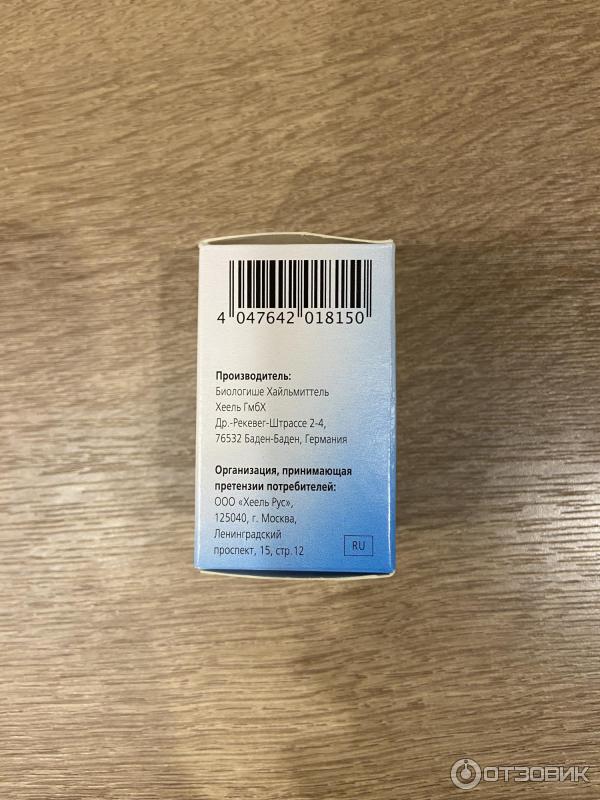 4 047642 018150
Производитель:
Биологише Хайльмиттель
Хеель ГмбХ
Др.-Рекевег-Штрассе 2-4,
76532 Баден-Баден, Германия
Организация, принимающая
претензии потребителей:
ООО «Хеель Рус»,
125040, г. Москва,
Ленинградский
проспект, 15, стр. 12
RU
ОТЗОВИК